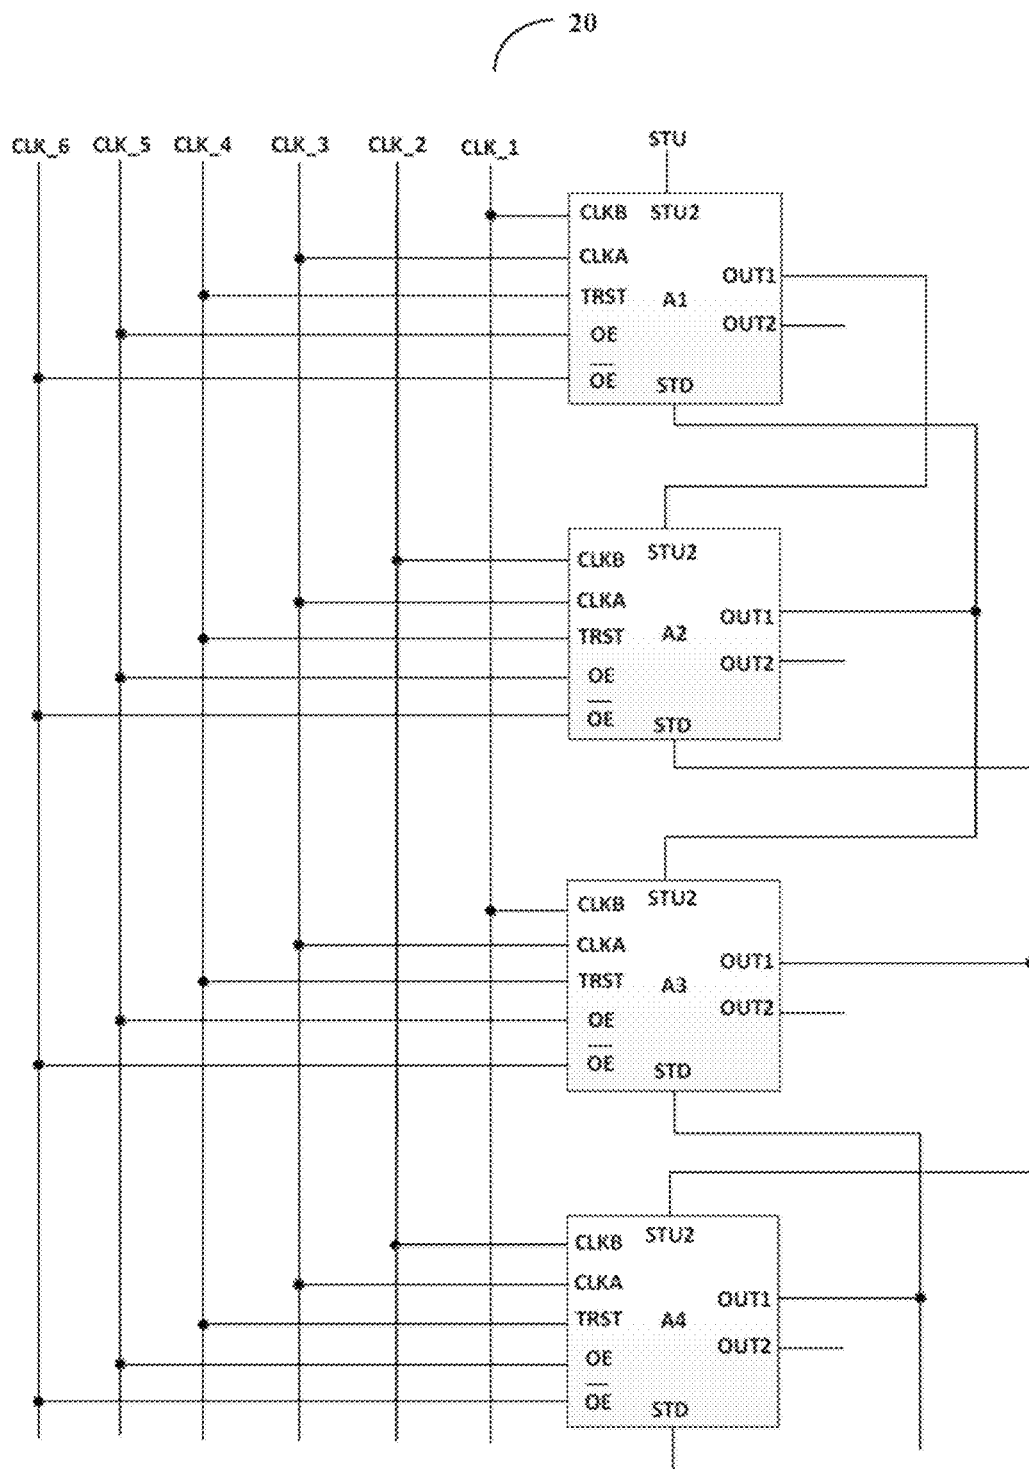 20
CLK_6 CLK_5 CLK_4 CLK_3 CLK_2 CLK_1 STU
CLKB STU2
CLKA
OUT1
TRST A1
OUT2
OE
OE
STD
STU2
CLKB
CLKA
OUT1
TRST A2
OUT2
OE
OE
STD
STU2
CLKB
CLKA
OUT1
TRST A3
OUT2
OE
OE
STD
STU2
CLKB
CLKA
OUT1
TRST A4
OUT2
OE
OE
STD